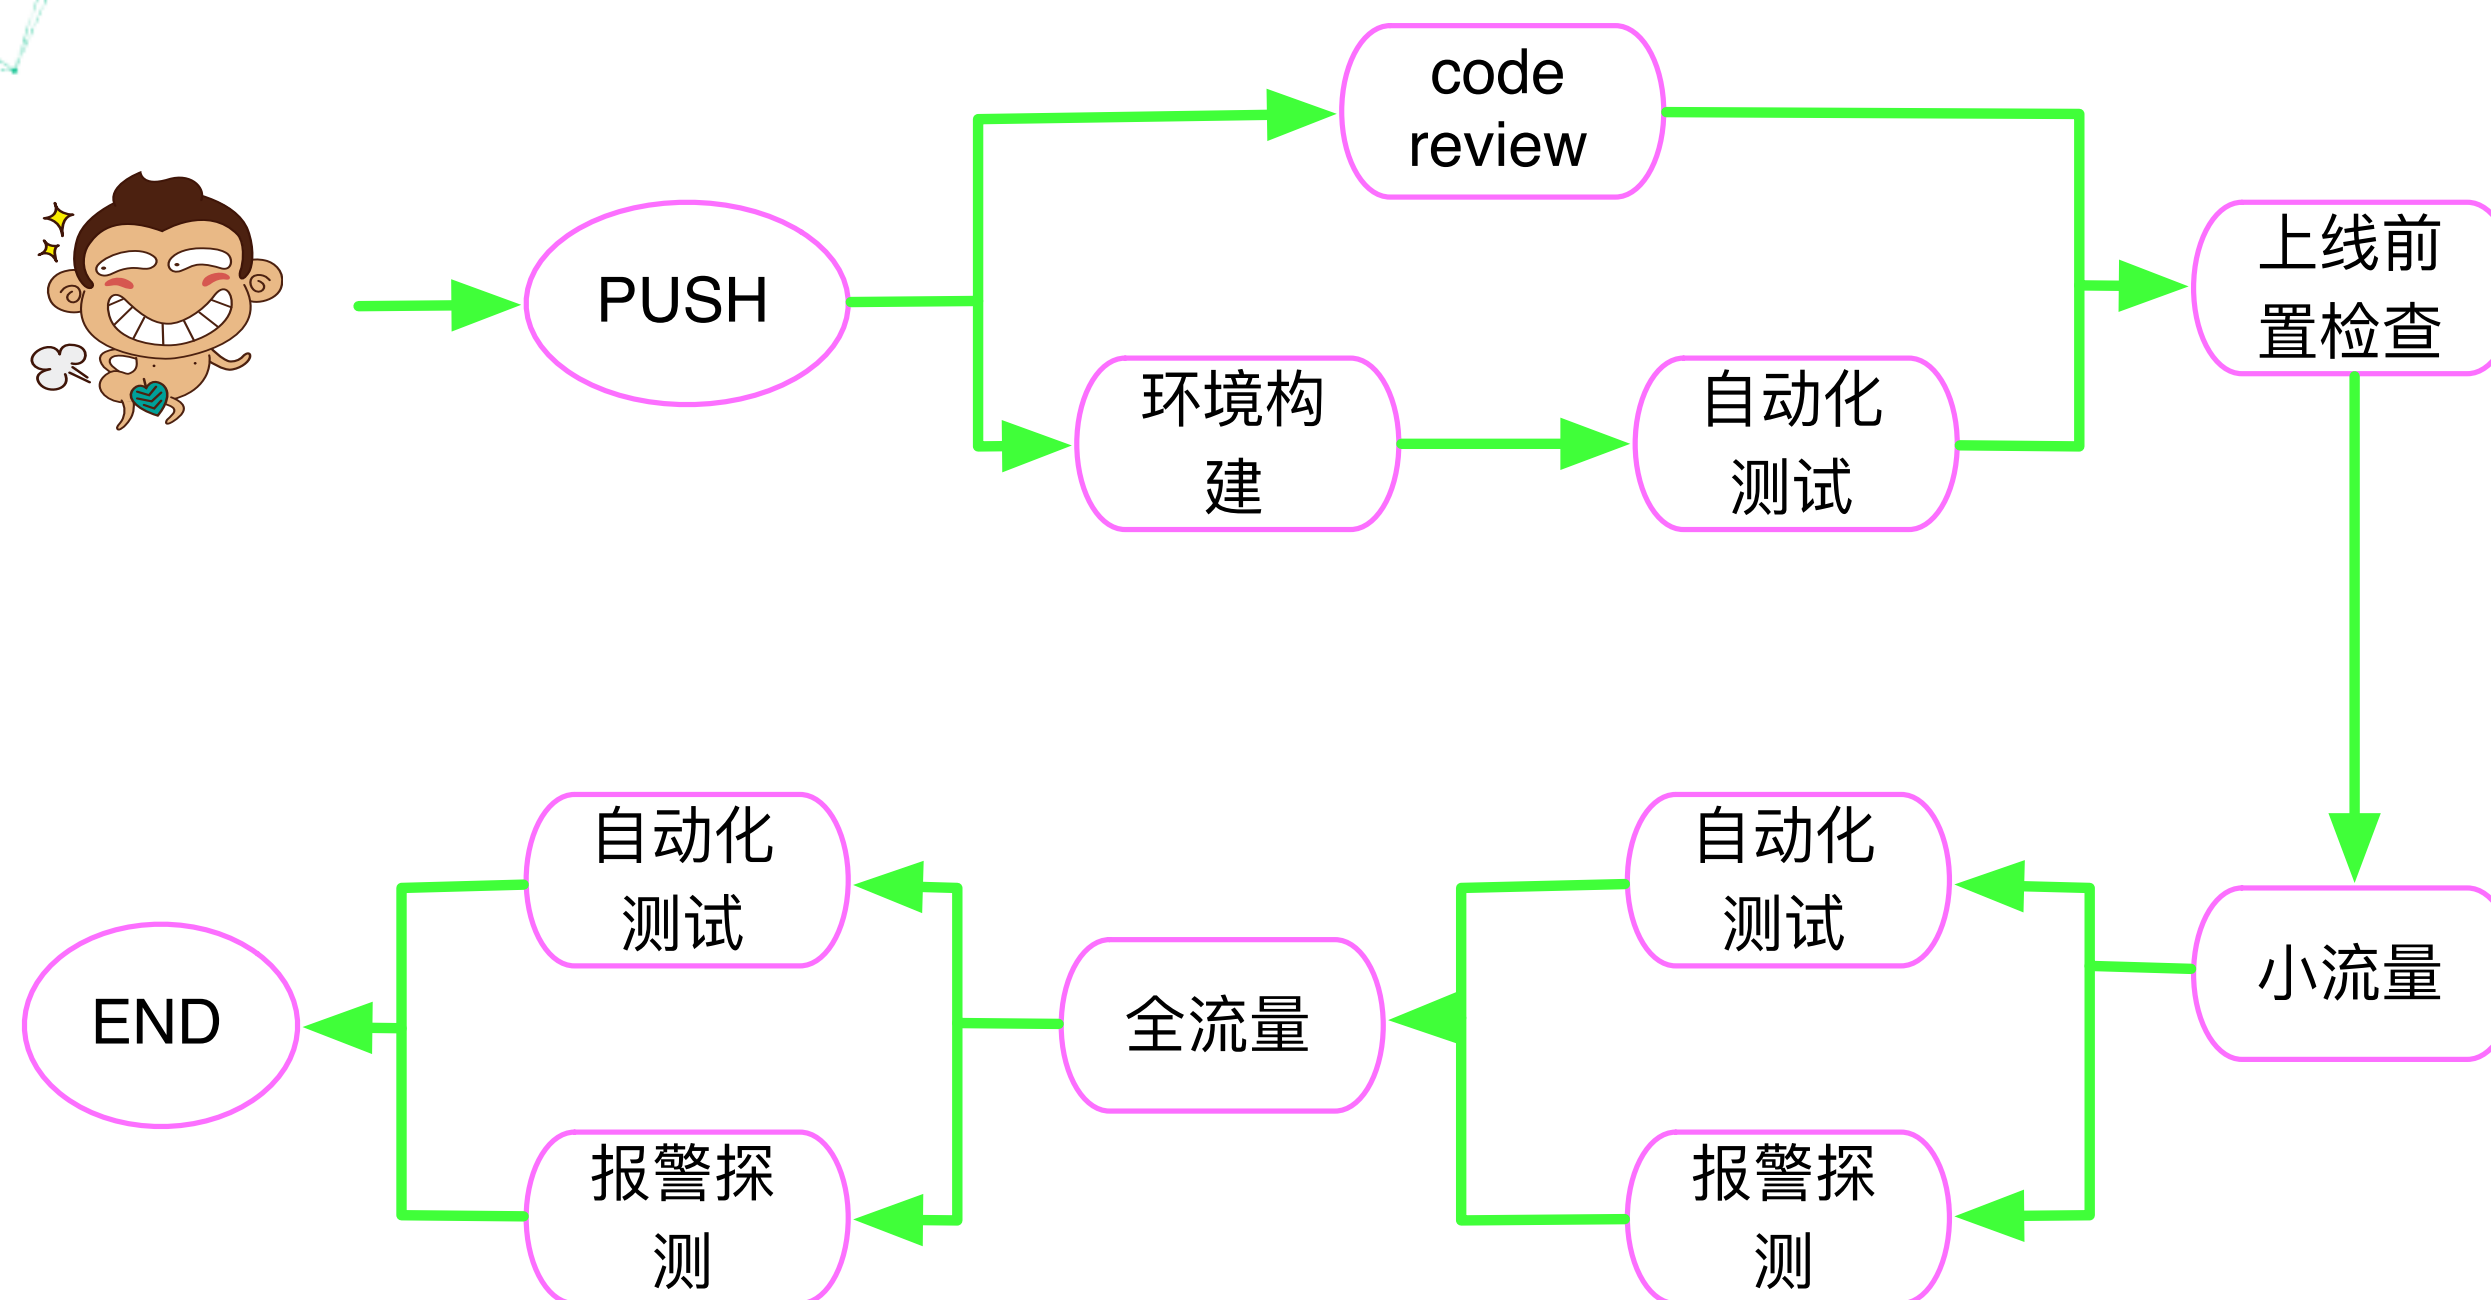 code
review
PUSH
上线前
置检查
环境构
建
自动化
测试
自动化
测试
自动化
测试
小流量
全流量
END
报警探
测
报警探
测